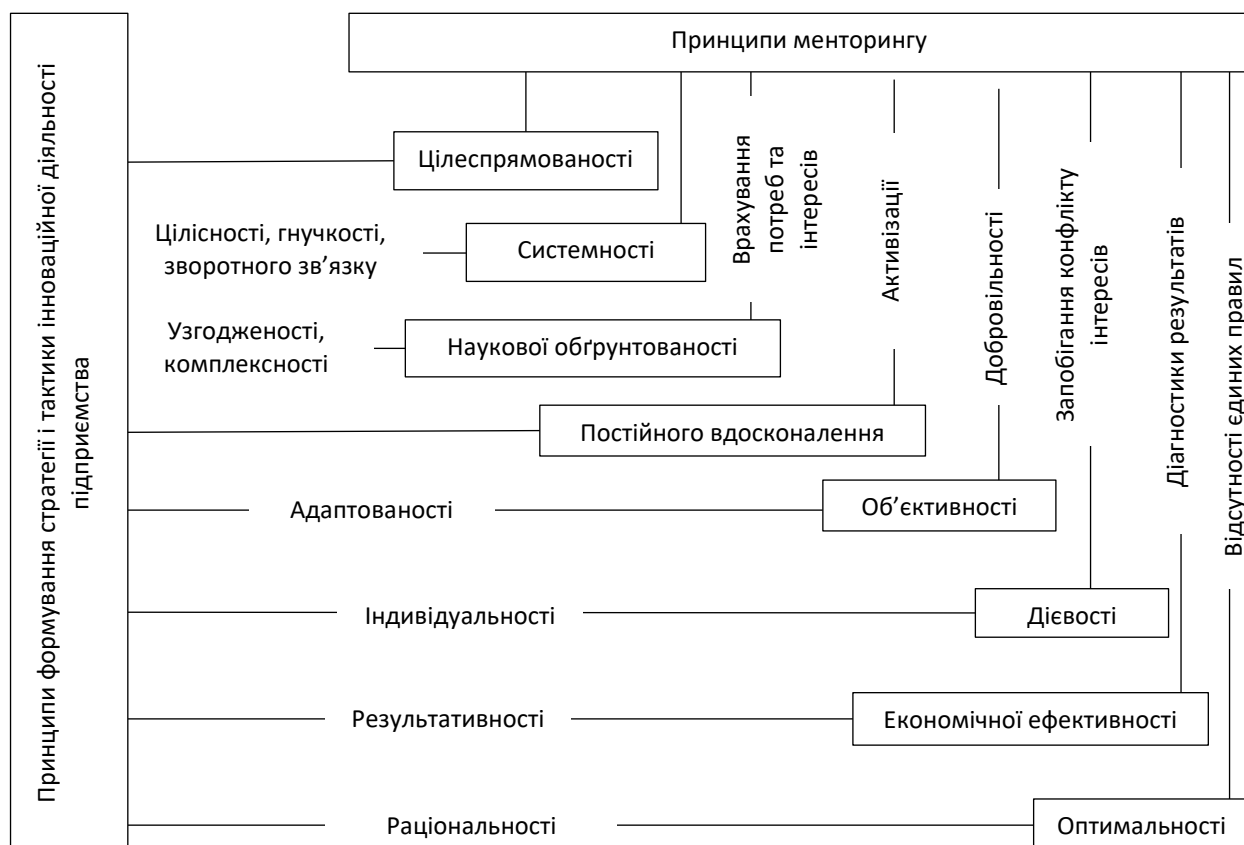 Принципи менторингу
Принципи формування стратегії і тактики інноваційної діяльності
підприємства
Цілеспрямованості
Врахування
потреб та
інтересів
Активізації
Добровільності
Запобігання конфлікту
інтересів
Діагностики результатів
Відсутності єдиних правил
Цілісності, гнучкості,
зворотного зв’язку
Системності
Узгодженості,
комплексності
Наукової обґрунтованості
Постійного вдосконалення
Адаптованості
Об’єктивності
Індивідуальності
Дієвості
Результативності
Економічної ефективності
Раціональності
Оптимальності